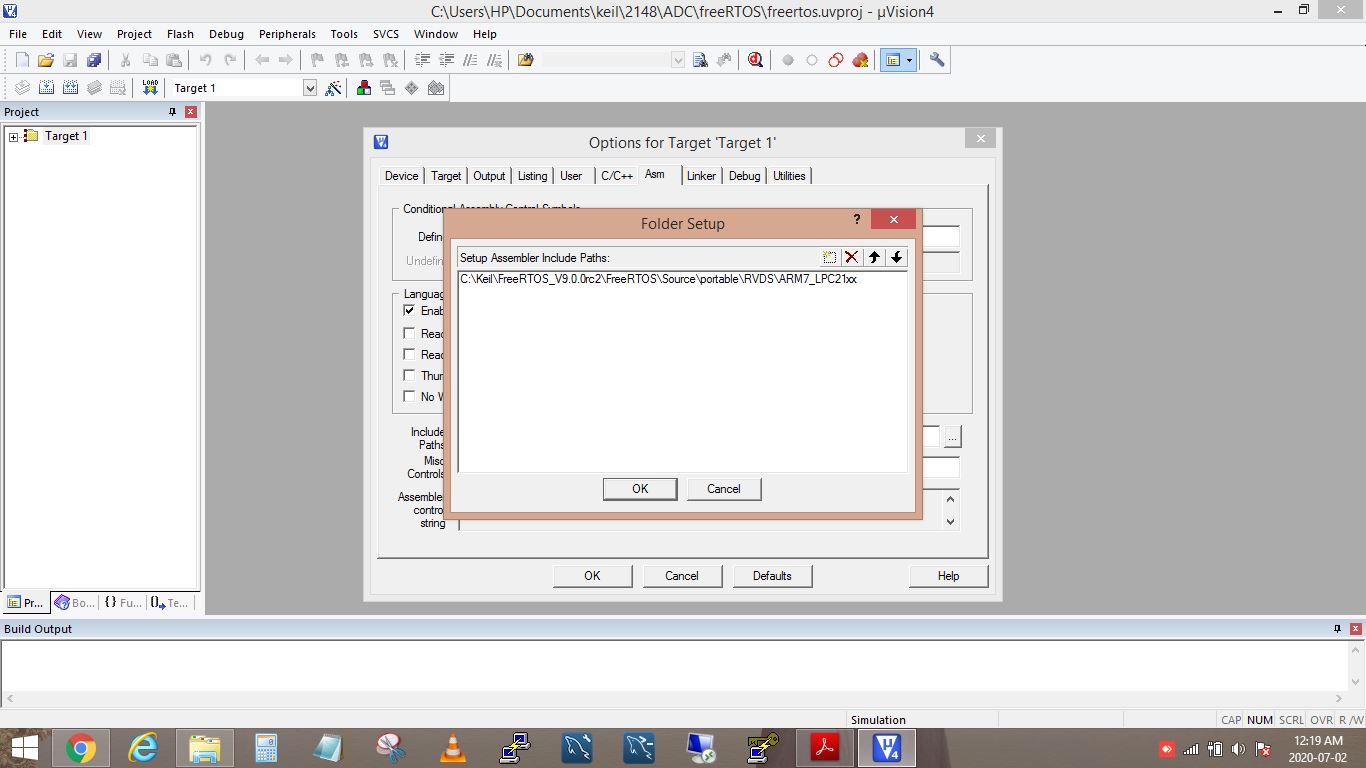 C:\Users\HP\Documents\keil\2148\ADC\freeRTOS\freertos.uvproj - µVision4
File Edit View Project Flash Debug Peripherals Tools SVCS Window Help
LOAD Target 1
Project
Target 1
Options for Target 'Target 1'
Device Target Output Listing User C/C++ Asm Linker Debug Utilities
Conditional Assembly Control Symbols
Folder Setup ?
Define
Setup Assembler Include Paths:
Undefin
C:\Keil\FreeRTOS_V9.0.0rc2\FreeRTOS\Source\portable\RVDS\ARM7_LPC21xx
Languag
Enab
Read
Read
Thun
No W
Include
Paths
...
Misc
Controls
OK Cancel
Assembler
control
string
OK Cancel Defaults Help
Pr... Bo... {} Fu... Te...
Build Output
Simulation CAP NUM SCRL OVR R /W
12:19 AM
2020-07-02